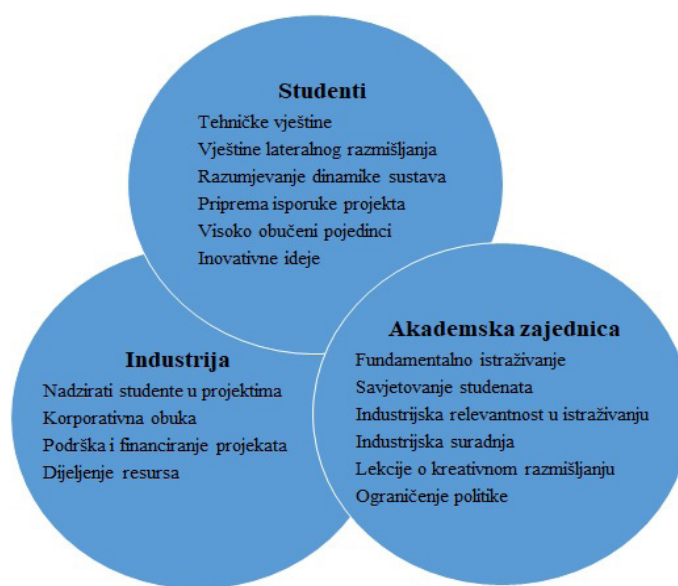 Studenti
Tehničke vještine
Vještine lateralnog razmišljanja
Razumjevanje dinamike sustava
Priprema isporuke projekta
Visoko obučeni pojedinci
Inovativne ideje
Industrija
Nadzirati studente u projektima
Korporativna obuka
Podrška i financiranje projekata
Dijeljenje resursa
Akademska zajednica
Fundamentalno istraživanje
Savjetovanje studenata
Industrijska relevantnost u istraživanju
Industrijska suradnja
Lekcije o kreativnom razmišljanju
Ograničenje politike